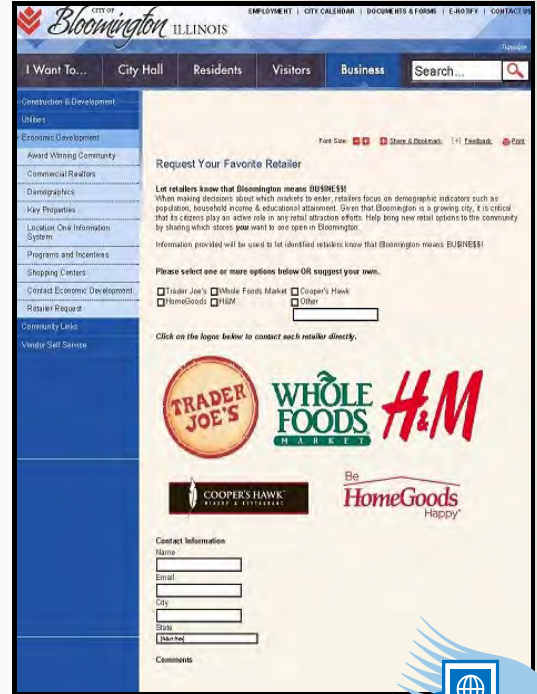 CITY OF
Bloomington ILLINOIS
EMPLOYMENT | CITY CALENDAR | DOCUMENTS & FORMS | E-NOTIFY | CONTACT US
Translate
I Want To... City Hall Residents Visitors Business Search...
Construction & Development
Utilities
Economic Development
Award Winning Community
Commercial Realtors
Demographics
Key Properties
Location One Information
System
Programs and Incentives
Shopping Centers
Contact Economic Development
Retailer Request
Community Links
Vendor Self Service
Font Size: Share & Bookmark Feedback Print
Request Your Favorite Retailer
Let retailers know that Bloomington means BU$INE$$!
When making decisions about which markets to enter, retailers focus on demographic indicators such as
population, household income & educational attainment. Given that Bloomington is a growing city, it is critical
that its citizens play an active role in any retail attraction efforts. Help bring new retail options to the community
by sharing which stores you want to see open in Bloomington.
Information provided will be used to let identified retailers know that Bloomington means BU$INE$$!
Please select one or more options below OR suggest your own.
Trader Joe's Whole Foods Market Cooper's Hawk
HomeGoods H&M Other
Click on the logos below to contact each retailer directly.
TRADER
JOE'S
WHOLE
FOODS
MARKET
H&M
COOPER'S HAWK
WINERY & RESTAURANT
Be
HomeGoods
Happy
Contact Information
Name
Email
City
State
Comments